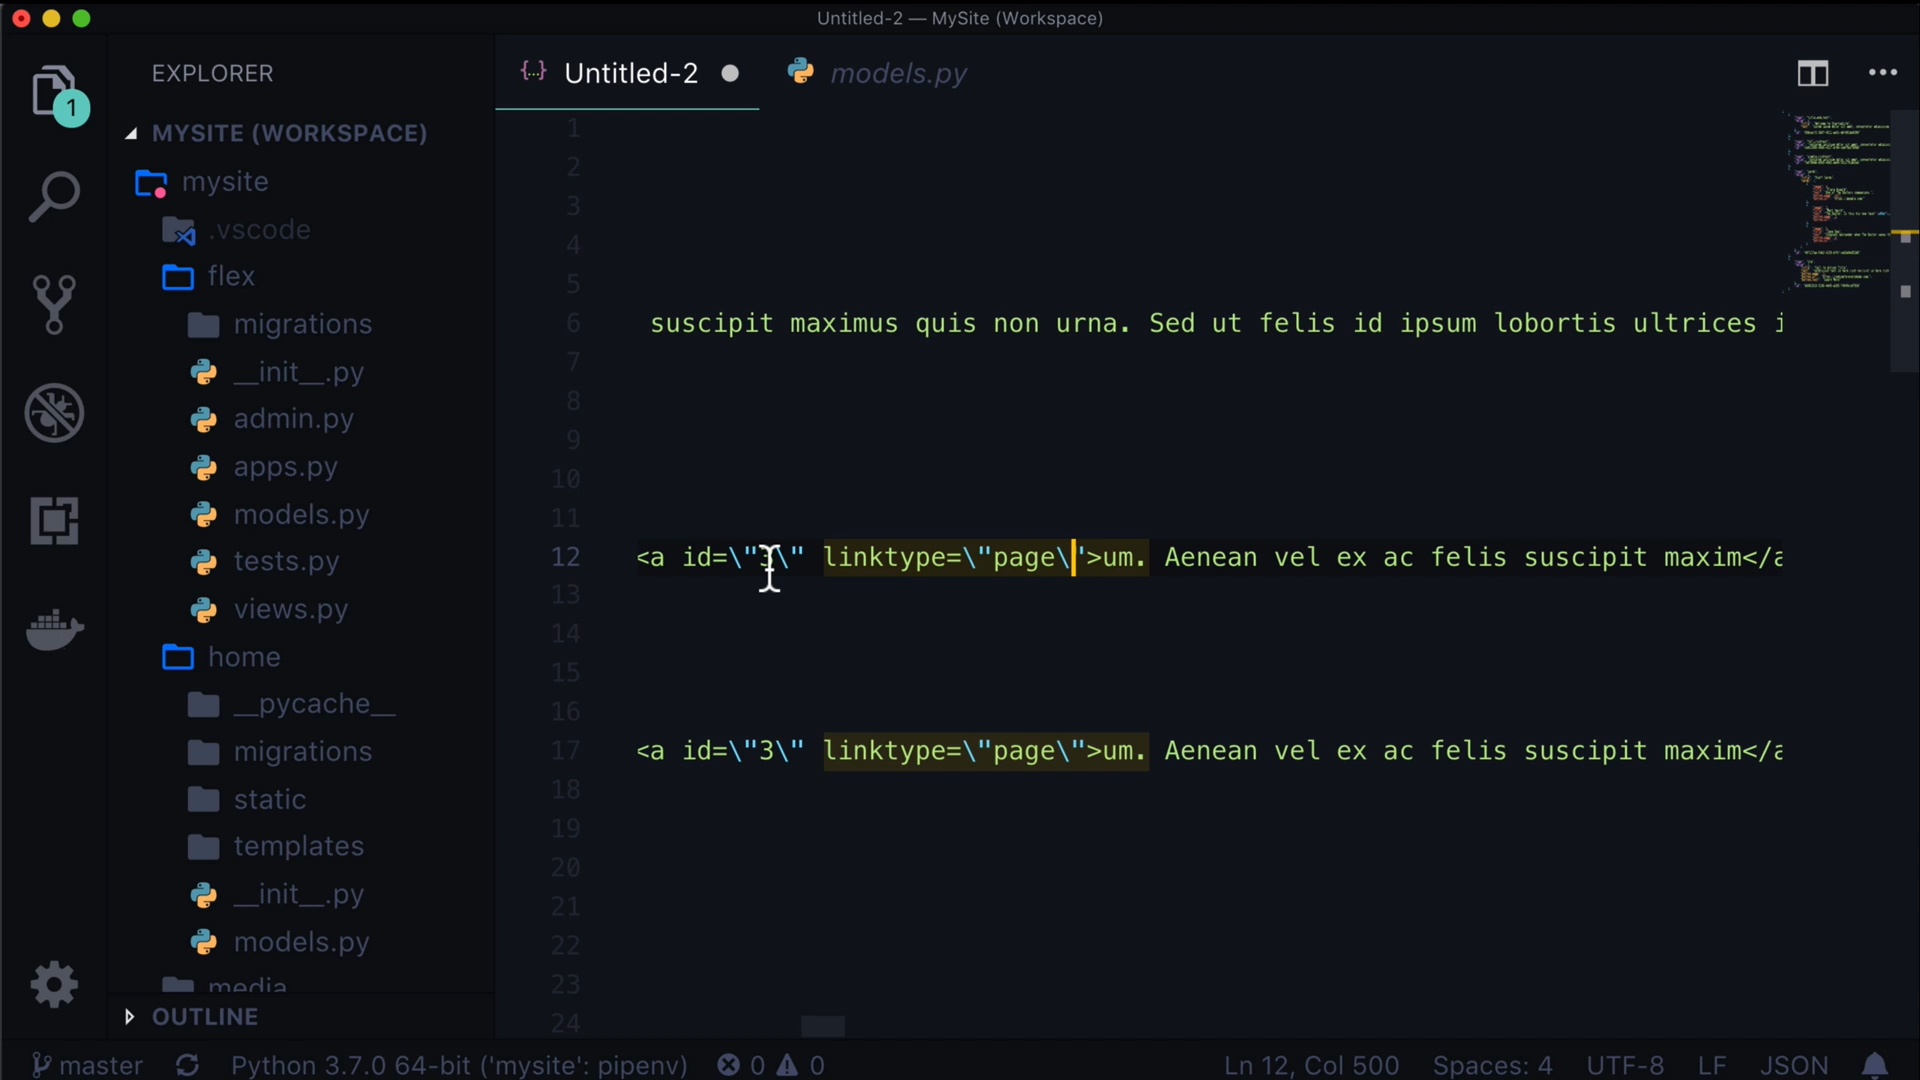 Untitled-2 — MySite (Workspace)
EXPLORER
MYSITE (WORKSPACE)
mysite
.vscode
flex
migrations
__init__.py
admin.py
apps.py
models.py
tests.py
views.py
home
__pycache__
migrations
static
templates
__init__.py
models.py
media
OUTLINE
1
{..} Untitled-2
models.py
1
2
3
4
5
6 suscipit maximus quis non urna. Sed ut felis id ipsum lobortis ultrices i
7
8
9
10
11
12 <a id=\"3\" linktype=\"page\">um. Aenean vel ex ac felis suscipit maxim</a
13
14
15
16
17 <a id=\"3\" linktype=\"page\">um. Aenean vel ex ac felis suscipit maxim</a
18
19
20
21
22
23
24
master Python 3.7.0 64-bit ('mysite': pipenv) 0 0 Ln 12, Col 500 Spaces: 4 UTF-8 LF JSON